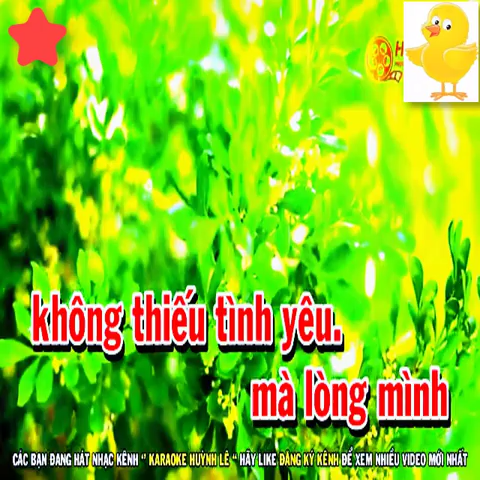 H
không thiếu tình yêu.
mà lòng mình
CÁC BẠN ĐANG HÁT NHẠC KÊNH " KARAOKE HUỲNH LÊ " HÃY LIKE ĐĂNG KÝ KÊNH ĐỂ XEM NHIỀU VIDEO MỚI NHẤT